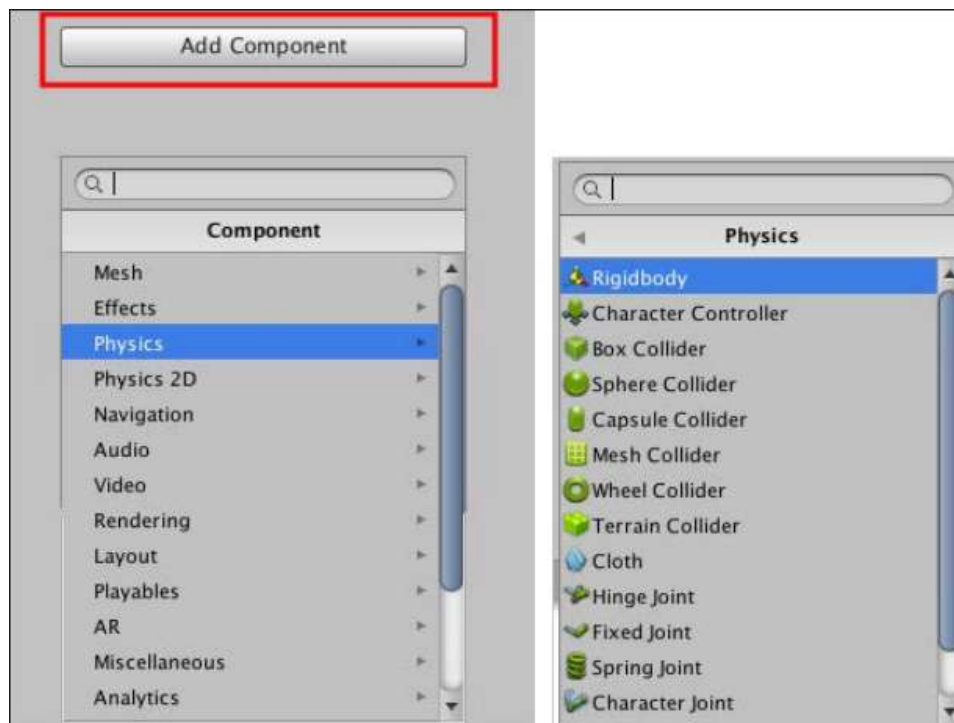 Add Component
Component
Mesh
Effects
Physics
Physics 2D
Navigation
Audio
Video
Rendering
Layout
Playables
AR
Miscellaneous
Analytics
Physics
Rigidbody
Character Controller
Box Collider
Sphere Collider
Capsule Collider
Mesh Collider
Wheel Collider
Terrain Collider
Cloth
Hinge Joint
Fixed Joint
Spring Joint
Character Joint